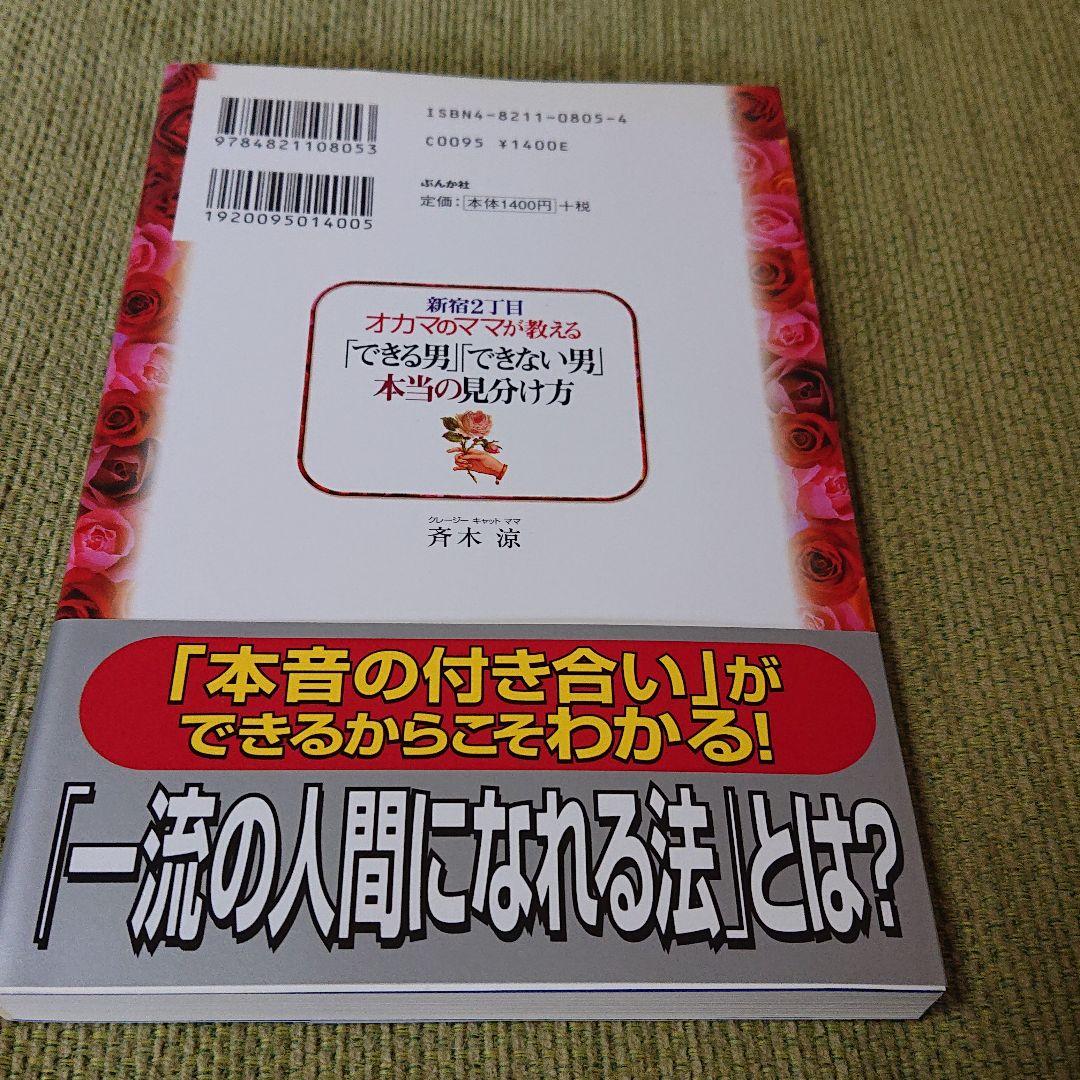 9784821108053
ISBN4-8211-0805-4
C0095 ¥1400E
1920095014005
ぶんか社
定価：本体1400円＋税
新宿2丁目
オカマのママが教える
「できる男」「できない男」
本当の見分け方
クレージー キャット ママ
斉木 涼
「本音の付き合い」が
できるからこそわかる!
「一流の人間になれる法」とは?